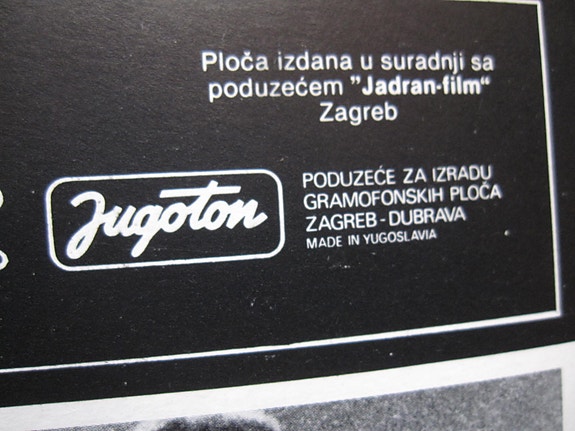 Ploča izdana u suradnji sa
poduzećem "Jadran-film“
Zagreb
Jugoton
PODUZEĆE ZA IZRADU
GRAMOFONSKIH PLOČA
ZAGREB - DUBRAVA
MADE IN YUGOSLAVIA